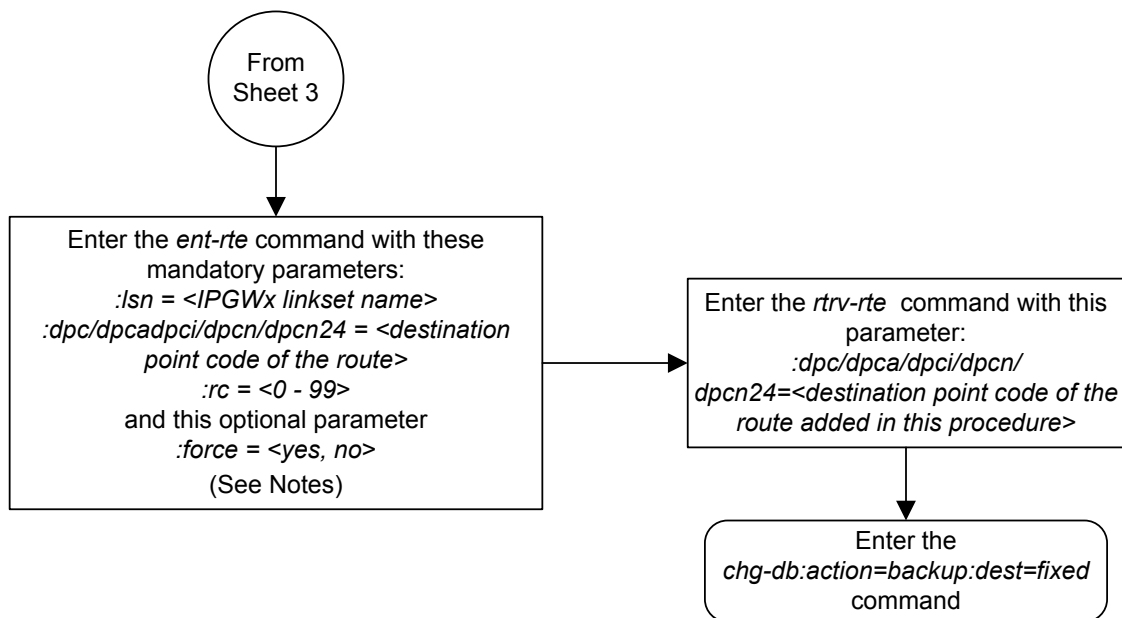 From
Sheet 3
Enter the ent-rte command with these
mandatory parameters:
:lsn = <IPGWx linkset name>
:dpc/dpcadpci/dpcn/dpcn24 = <destination
point code of the route>
:rc = <0 - 99>
and this optional parameter
:force = <yes, no>
(See Notes)
Enter the rtrv-rte command with this
parameter:
:dpc/dpca/dpci/dpcn/
dpcn24=<destination point code of the
route added in this procedure>
Enter the
chg-db:action=backup:dest=fixed
command